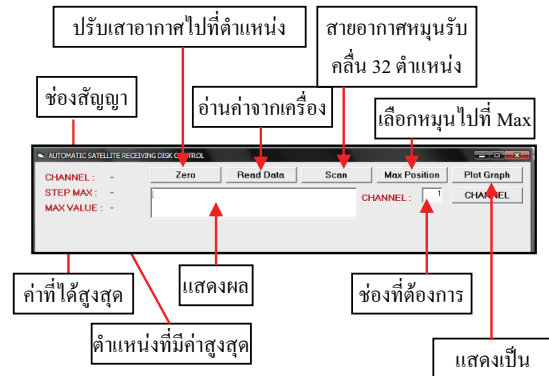 ปรับเสาอากาศไปที่ตำแหน่ง
สายอากาศหมุนรับ
คลื่น 32 ตำแหน่ง
ช่องสัญญา
อ่านค่าจากเครื่อง
เลือกหมุนไปที่ Max
AUTOMATIC SATELLITE RECEIVING DISK CONTROL
CHANNEL : -
Zero
Read Data
Scan
Max Position
Plot Graph
STEP MAX : -
CHANNEL : 1
CHANNEL
MAX VALUE : -
ค่าที่ได้สูงสุด
แสดงผล
ช่องที่ต้องการ
ตำแหน่งที่มีค่าสูงสุด
แสดงเป็น